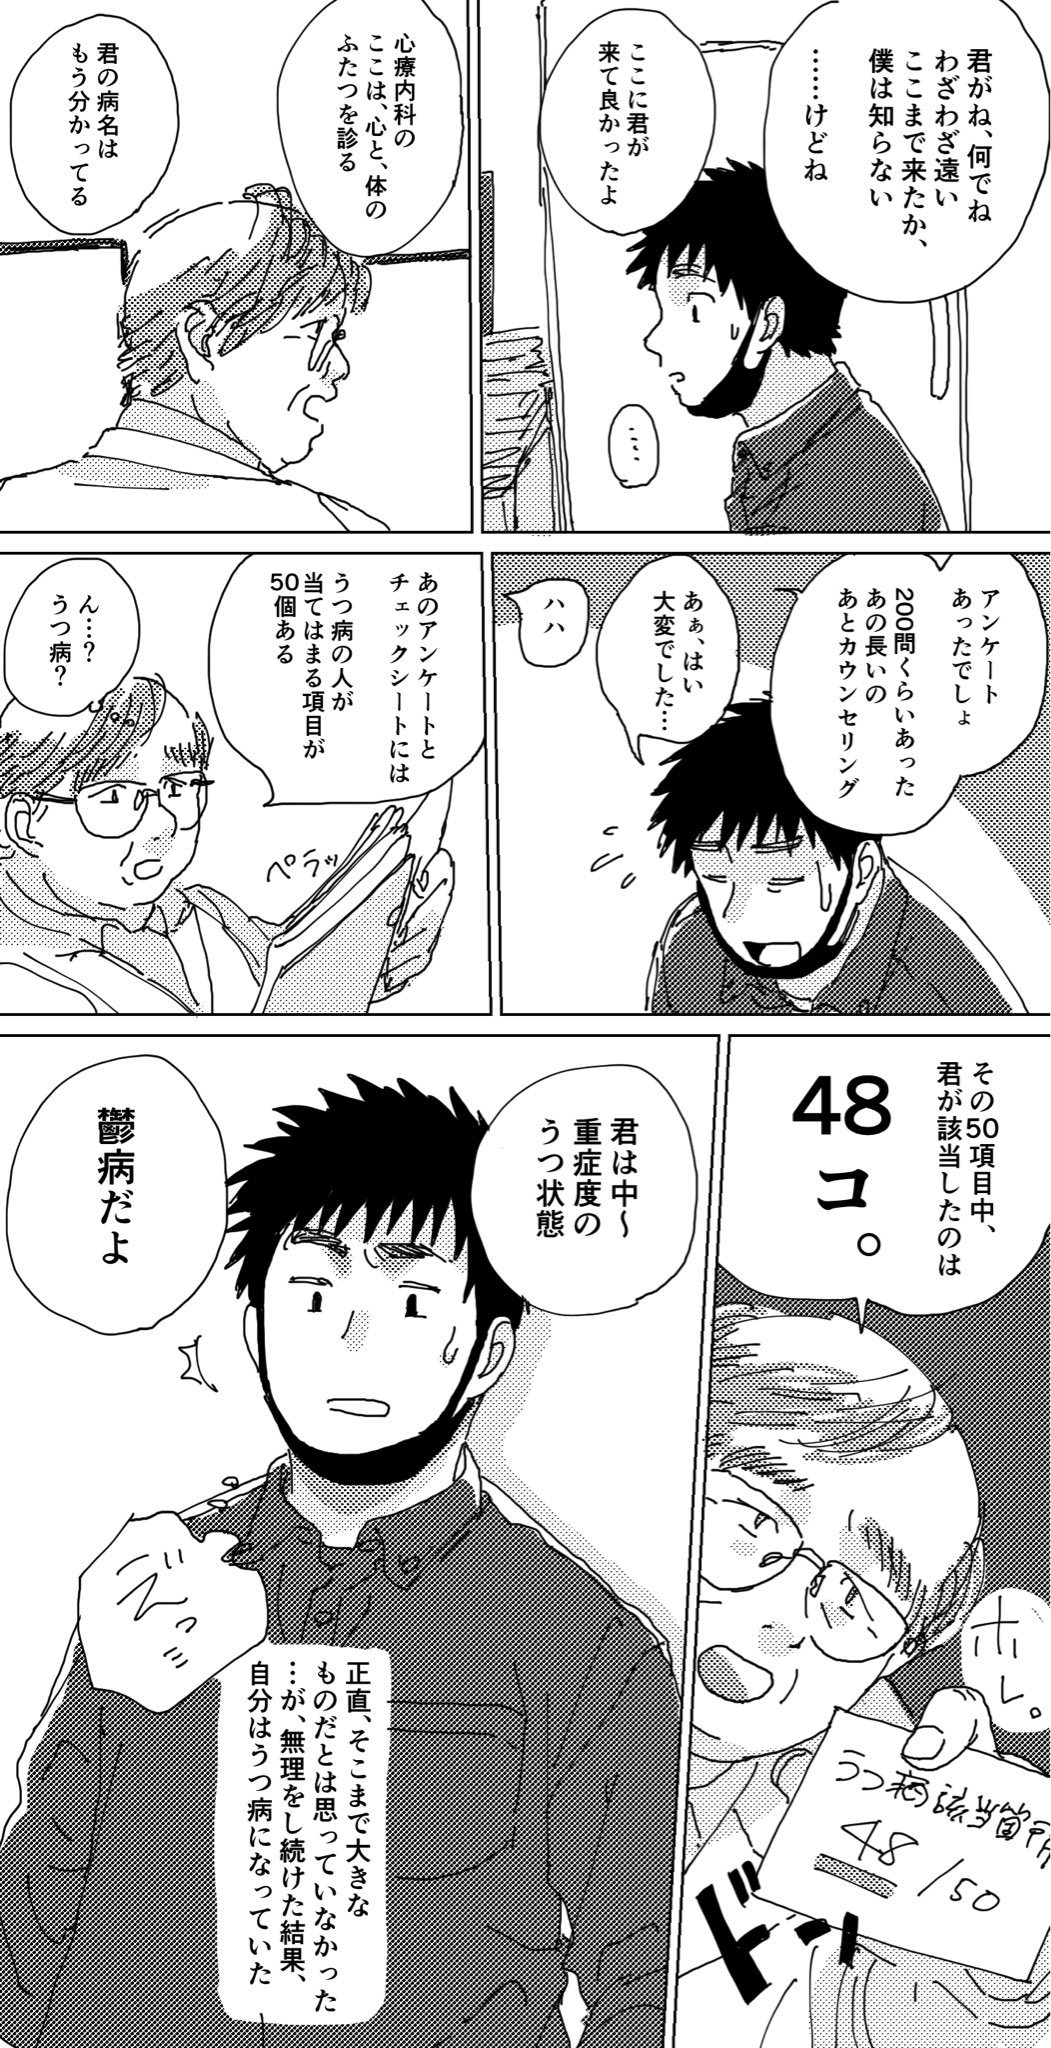 君がね、何でね
わざわざ遠い
ここまで来たか、
僕は知らない
……けどね
ここに君が
来て良かったよ
……
心療内科の
ここは、心と、体の
ふたつを診る
君の病名は
もう分かってる
アンケート
あったでしょ
200問くらいあった
あの長いの
あとカウンセリング
あぁ、はい
大変でした…
ハハ
あのアンケートと
チェックシートには
うつ病の人が
当てはまる項目が
50個ある
ん…?
うつ病?
ペラッ
その50項目中、
君が該当したのは
48
コ。
ホレ。
うつ病該当箇所
48/50
ドーン
君は中〜
重症度の
うつ状態
鬱病だよ
正直、そこまで大きな
ものだとは思っていなかった
…が、無理をし続けた結果、
自分はうつ病になっていた